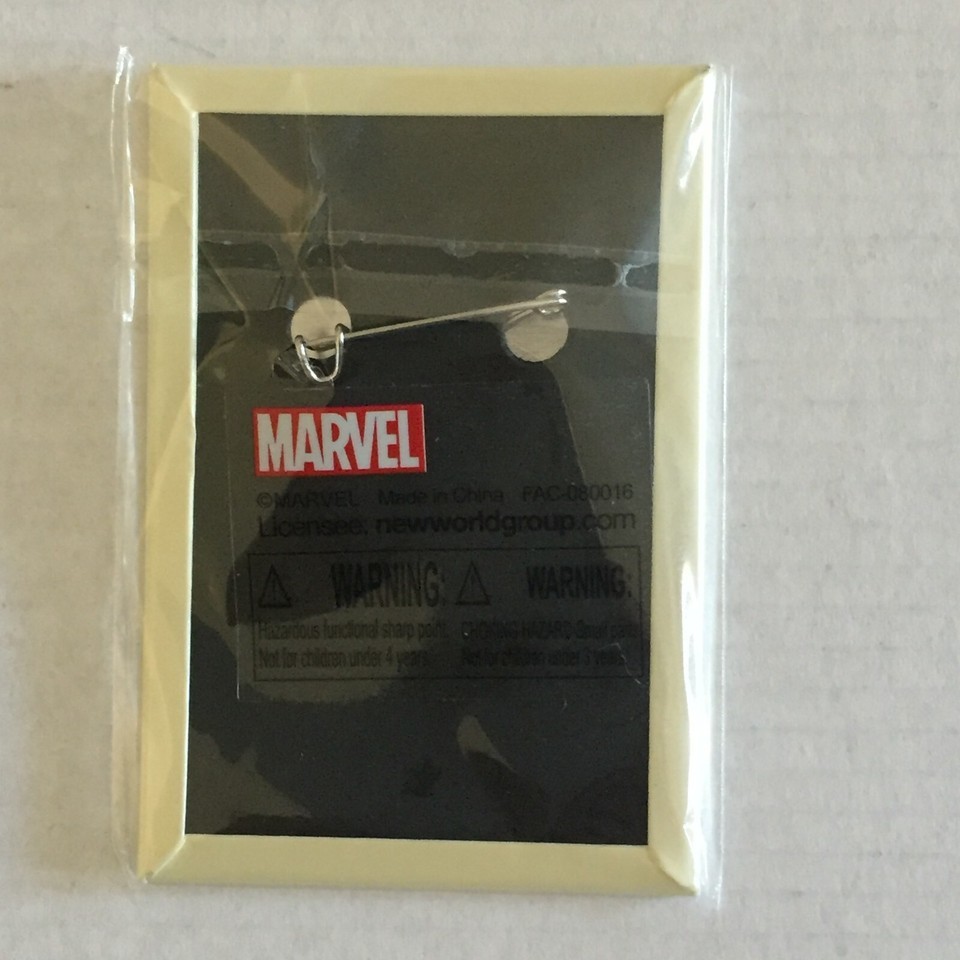 MARVEL
©MARVEL Made in China FAC-080016
Licensee: newworldgroup.com
WARNING:
Hazardous functional sharp point.
Not for children under 4 years.
WARNING:
CHOKING HAZARD-Small parts
Not for children under 3 years.